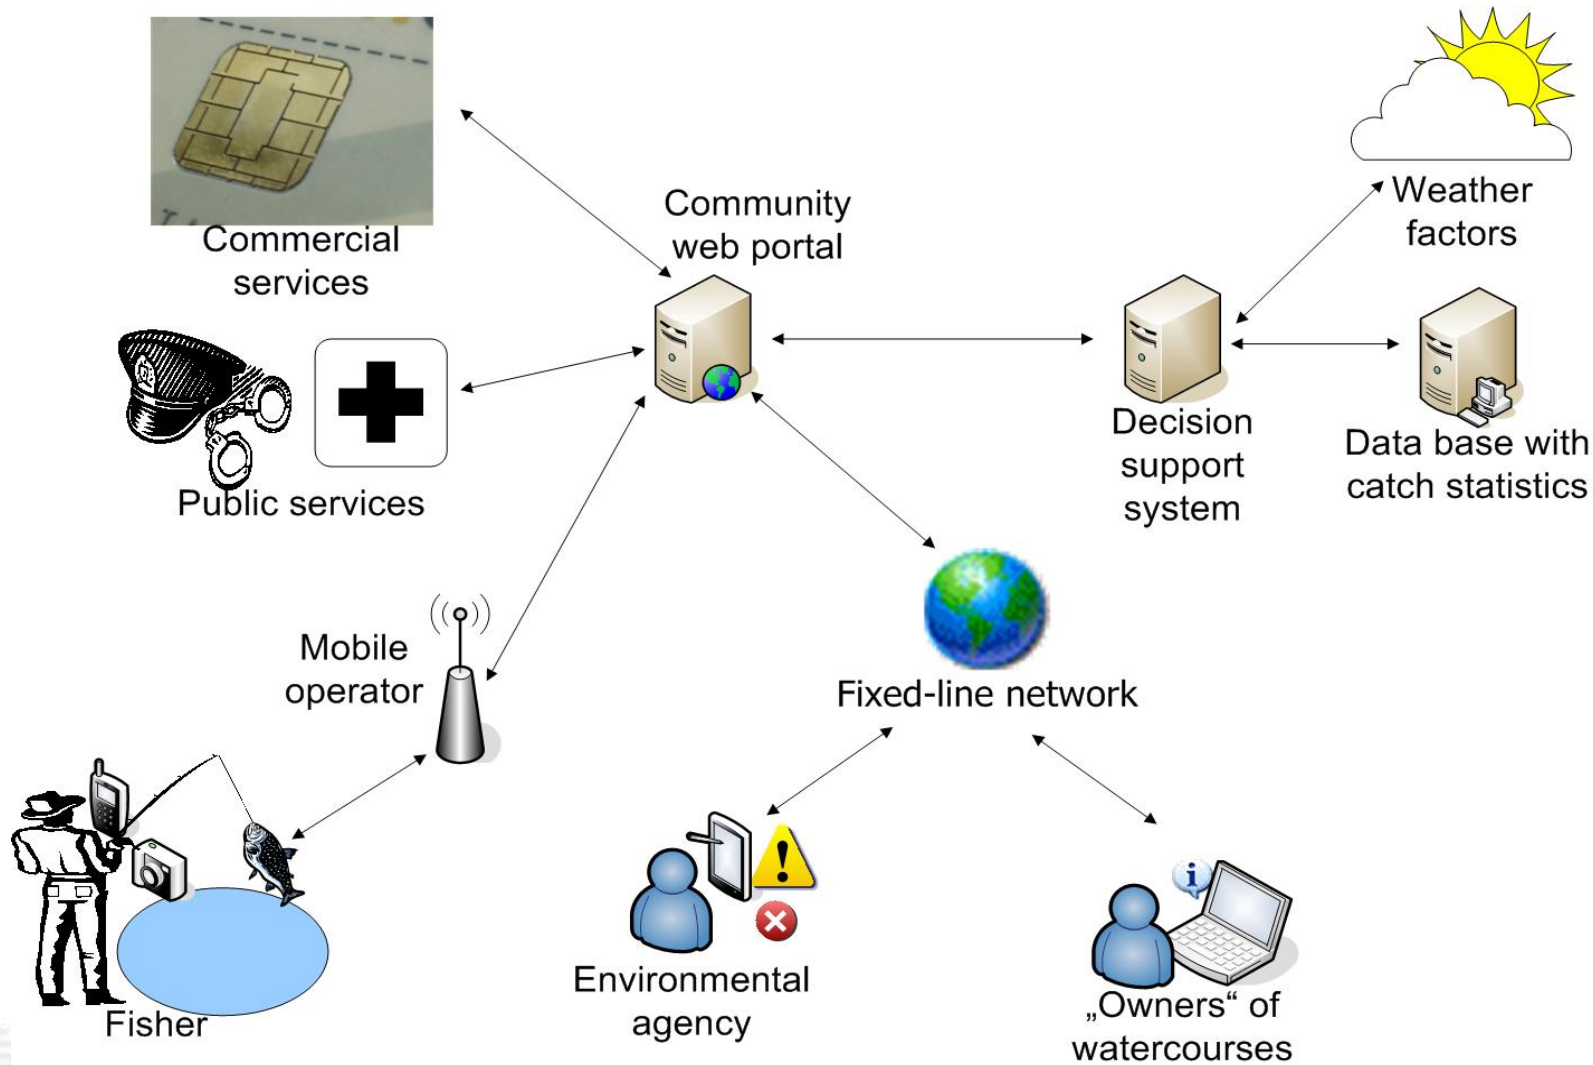 Commercial
services
Community
web portal
Weather
factors
Public services
Decision
support
system
Data base with
catch statistics
Mobile
operator
Fixed-line network
Fisher
Environmental
agency
„Owners“ of
watercourses